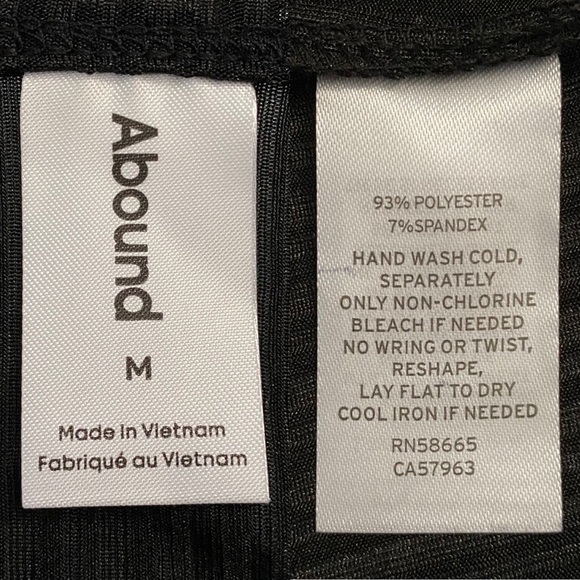 Abound
M
Made in Vietnam
Fabriqué au Vietnam
93% POLYESTER
7%SPANDEX
HAND WASH COLD,
SEPARATELY
ONLY NON-CHLORINE
BLEACH IF NEEDED
NO WRING OR TWIST,
RESHAPE,
LAY FLAT TO DRY
COOL IRON IF NEEDED
RN58665
CA57963